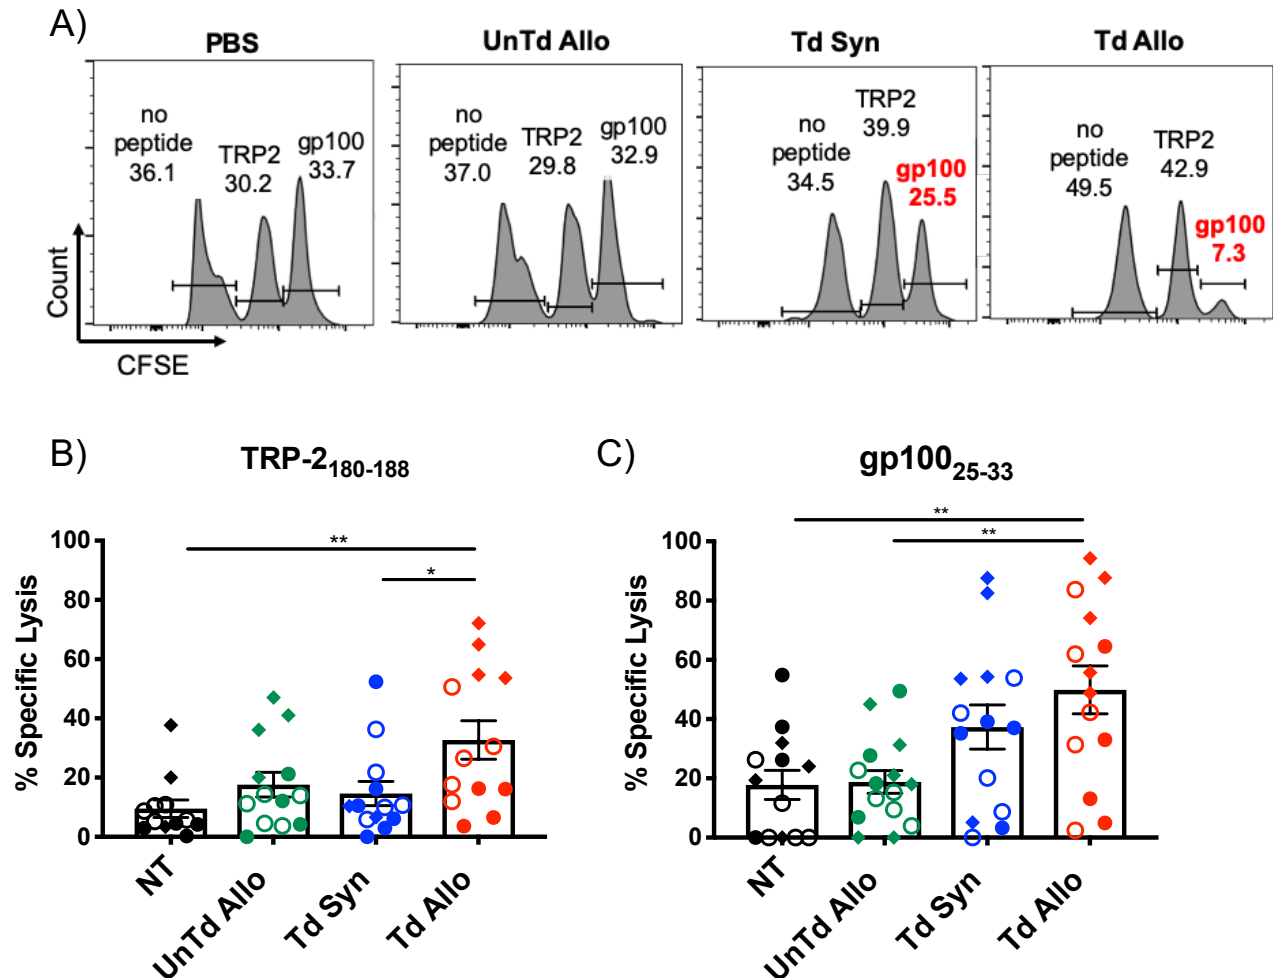 A)
PBS
UnTd Allo
Td Syn
Td Allo
no
peptide
36.1
TRP2
30.2
gp100
33.7
no
peptide
37.0
TRP2
29.8
gp100
32.9
no
peptide
34.5
TRP2
39.9
gp100
25.5
no
peptide
49.5
TRP2
42.9
gp100
7.3
Count
CFSE
B)
TRP-2180-188
**
*
% Specific Lysis
100
80
60
40
20
0
NT
UnTd Allo
Td Syn
Td Allo
C)
gp10025-33
**
**
% Specific Lysis
100
80
60
40
20
0
NT
UnTd Allo
Td Syn
Td Allo